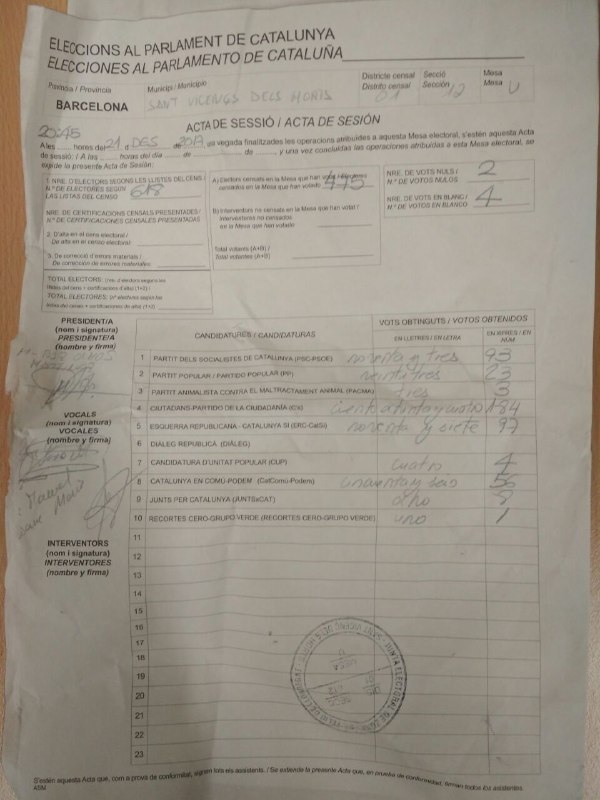 ELECCIONS AL PARLAMENT DE CATALUNYA
ELECCIONES AL PARLAMENTO DE CATALUÑA
Província / Provincia
BARCELONA
Municipi / Municipio
SANT VICENÇS DELS HORTS
Districte censal Secció Mesa
Distrito censal Sección Mesa
01 12 U
ACTA DE SESSIÓ / ACTA DE SESIÓN
20:45 21 DES 2017
A les ...... hores del ...... de ......, una vegada finalitzades les operacions atribuïdes a aquesta Mesa electoral, s'estén aquesta Acta
de sessió: / A las ...... horas del día ...... de ...... de ......, y una vez concluidas las operaciones atribuidas a esta Mesa electoral, se
expide la presente Acta de Sesión:
1. NRE. D'ELECTORS SEGONS LES LLISTES DEL CENS /
N.º DE ELECTORES SEGÚN
LAS LISTAS DEL CENSO 618
NRE. DE CERTIFICACIONS CENSALS PRESENTADES /
N.º DE CERTIFICACIONES CENSALES PRESENTADAS
2. D'alta en el cens electoral /
De alta en el censo electoral:
3. De correcció d'errors materials /
De corrección de errores materiales:
TOTAL ELECTORS: (nre. d'electors segons les
llistes del cens + certificacions d'alta) (1+2) /
TOTAL ELECTORES: (n.º electores según las
listas del censo + certificaciones de alta) (1+2)
A) Electors censats en la Mesa que han votat / Electores
censados en la Mesa que han votado
B) Interventors no censats en la Mesa que han votat /
Interventores no censados
en la Mesa que han votado
Total votants (A+B) /
Total votantes (A+B)
NRE. DE VOTS NULS /
N.º DE VOTOS NULOS 2
NRE. DE VOTS EN BLANC /
N.º DE VOTOS EN BLANCO 4
PRESIDENT/A
(nom i signatura)
PRESIDENTE/A
(nombre y firma)
VOCALS
(nom i signatura)
VOCALES
(nombre y firma)
INTERVENTORS
(nom i signatura)
INTERVENTORES
(nombre y firma)
CANDIDATURES / CANDIDATURAS
VOTS OBTINGUTS / VOTOS OBTENIDOS
EN LLETRES / EN LETRA
EN XIFRES / EN NÚM
1 PARTIT DELS SOCIALISTES DE CATALUNYA (PSC-PSOE) noventa y tres 93
2 PARTIT POPULAR / PARTIDO POPULAR (PP) veintitres 23
3 PARTIT ANIMALISTA CONTRA EL MALTRACTAMENT ANIMAL (PACMA) tres 3
4 CIUTADANS-PARTIDO DE LA CIUDADANÍA (C's) 184
5 ESQUERRA REPUBLICANA - CATALUNYA SÍ (ERC-CatSí) noventa y siete 97
6 DIÀLEG REPUBLICÀ (DIÀLEG)
7 CANDIDATURA D'UNITAT POPULAR (CUP) cuatro 4
8 CATALUNYA EN COMÚ-PODEM (CatComú-Podem) cincuenta y seis 56
9 JUNTS PER CATALUNYA (JUNTSxCAT) ocho 8
10 RECORTES CERO-GRUPO VERDE (RECORTES CERO-GRUPO VERDE) uno 1
11
12
13
14
15
16
17
18
19
20
21
22
23
S'estén aquesta Acta que, com a prova de conformitat, signen tots els assistents. / Se extiende la presente Acta que, en prueba de conformidad, firman todos los asistentes.